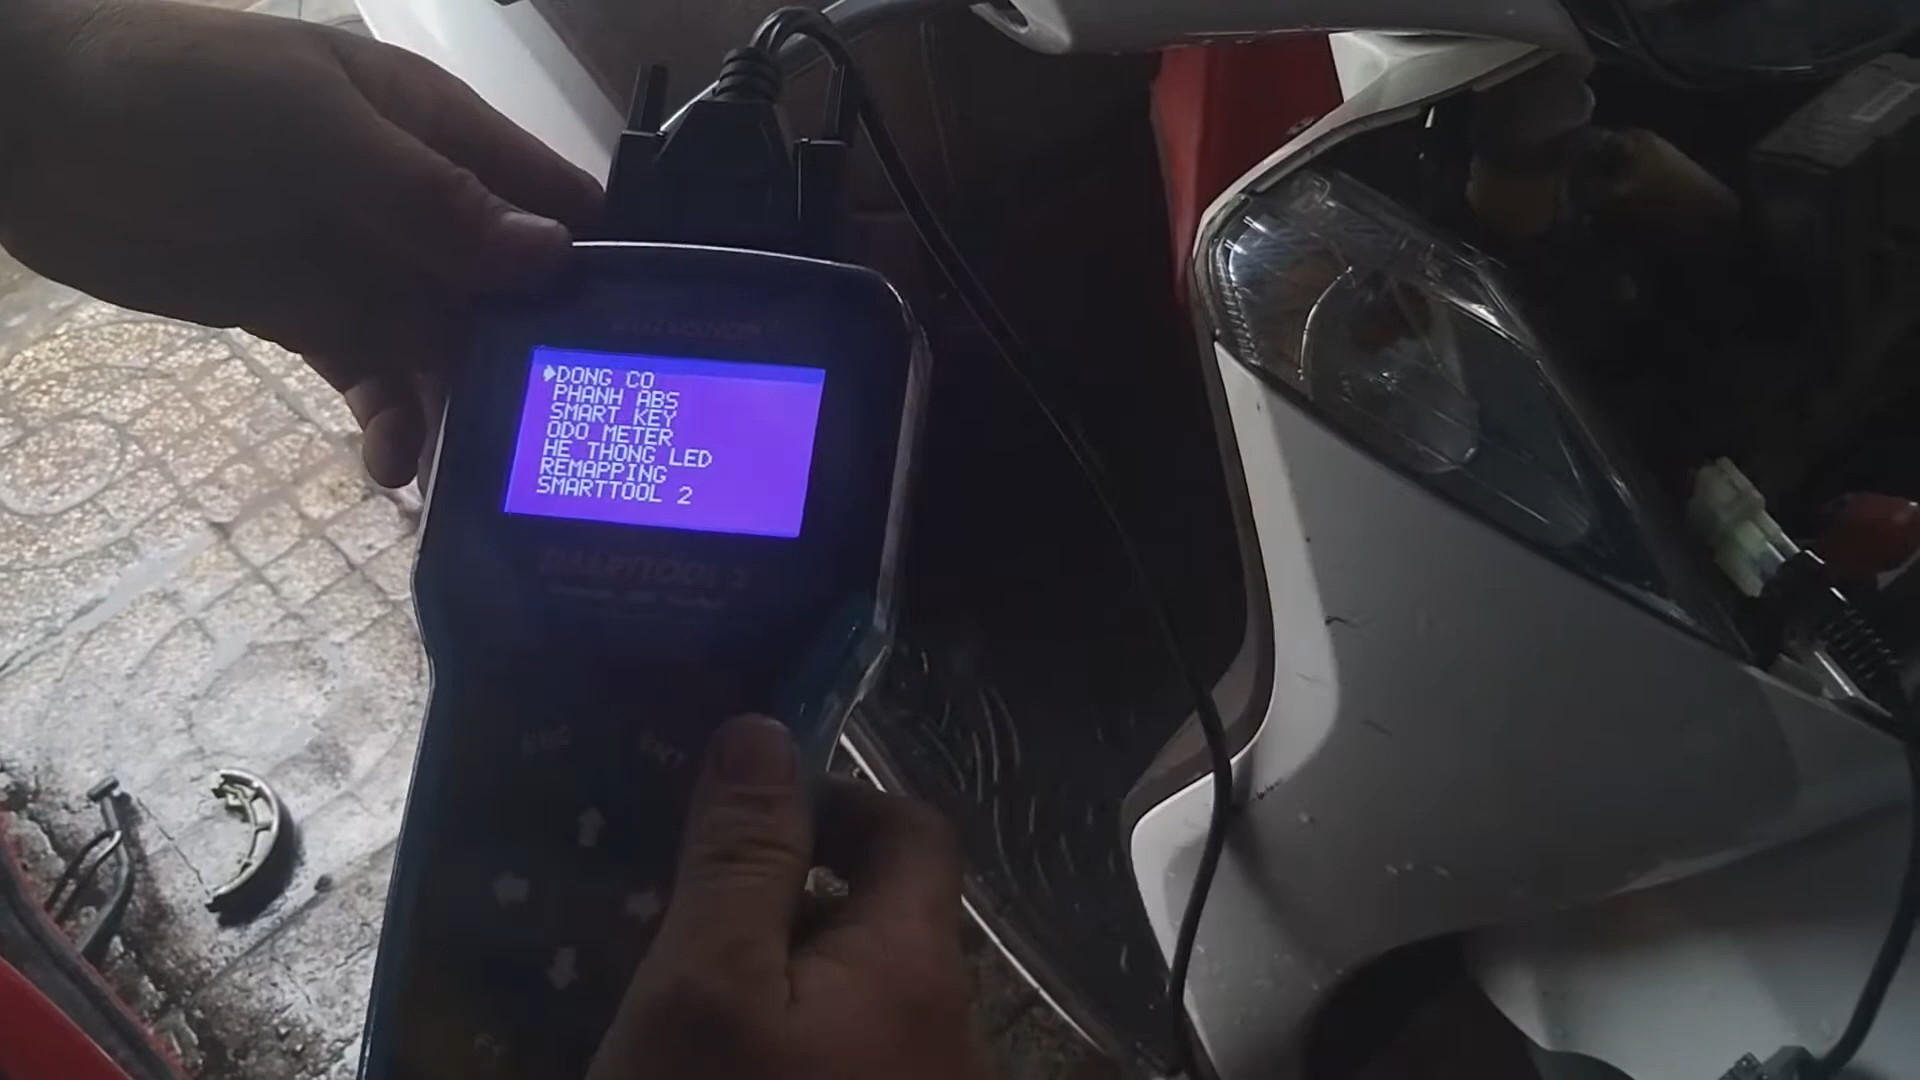 DONG CO
PHANH ABS
SMART KEY
ODO METER
HE THONG LED
REMAPPING
SMARTTOOL 2